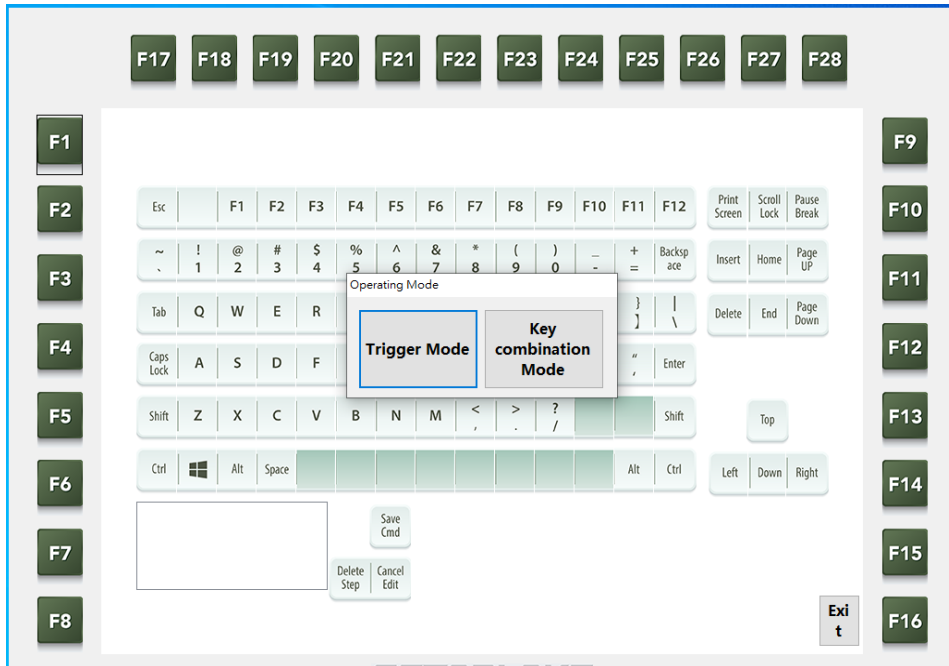 F17 F18 F19 F20 F21 F22 F23 F24 F25 F26 F27 F28
F1
F2
F3
F4
F5
F6
F7
F8
F9
F10
F11
F12
F13
F14
F15
F16
Esc F1 F2 F3 F4 F5 F6 F7 F8 F9 F10 F11 F12
Print
Screen
Scroll
Lock
Pause
Break
~ ! @ # $ % ^ & * ( ) _ +
` 1 2 3 4 5 6 7 8 9 0 - =
Backsp
ace
Insert Home
Page
UP
Operating Mode
Trigger Mode
Key
combination
Mode
Tab Q W E R
} |
] \
Delete End
Page
Down
Caps
Lock
A S D F
"
,
Enter
Shift Z X C V B N M
< > ?
, . /
Shift
Top
Ctrl Alt Space Alt Ctrl
Left Down Right
Save
Cmd
Delete
Step
Cancel
Edit
Exi
t